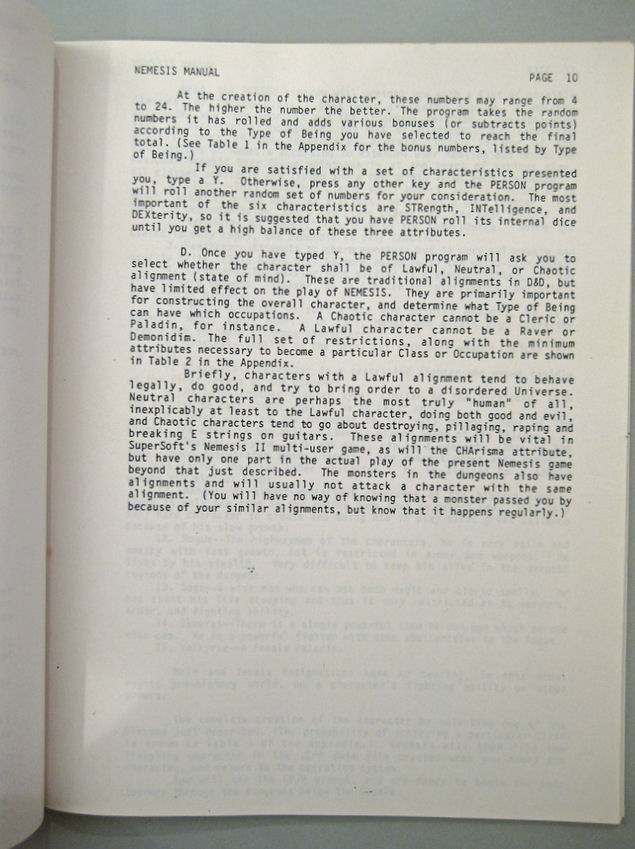 NEMESIS MANUAL
PAGE 10
At the creation of the character, these numbers may range from 4
to 24. The higher the number the better. The program takes the random
numbers it has rolled and adds various bonuses (or subtracts points)
according to the Type of Being you have selected to reach the final
total. (See Table 1 in the Appendix for the bonus numbers, listed by Type
of Being.)
If you are satisfied with a set of characteristics presented
you, type a Y. Otherwise, press any other key and the PERSON program
will roll another random set of numbers for your consideration. The most
important of the six characteristics are STRength, INTelligence, and
DEXterity, so it is suggested that you have PERSON roll its internal dice
until you get a high balance of these three attributes.
D. Once you have typed Y, the PERSON program will ask you to
select whether the character shall be of Lawful, Neutral, or Chaotic
alignment (state of mind). These are traditional alignments in D&D, but
have limited effect on the play of NEMESIS. They are primarily important
for constructing the overall character, and determine what Type of Being
can have which occupations. A Chaotic character cannot be a Cleric or
Paladin, for instance. A Lawful character cannot be a Raver or
Demonidim. The full set of restrictions, along with the minimum
attributes necessary to become a particular Class or Occupation are shown
in Table 2 in the Appendix.
Briefly, characters with a Lawful alignment tend to behave
legally, do good, and try to bring order to a disordered Universe.
Neutral characters are perhaps the most truly "human" of all,
inexplicably at least to the Lawful character, doing both good and evil,
and Chaotic characters tend to go about destroying, pillaging, raping and
breaking E strings on guitars. These alignments will be vital in
SuperSoft's Nemesis II multi-user game, as will the CHArisma attribute,
but have only one part in the actual play of the present Nemesis game
beyond that just described. The monsters in the dungeons also have
alignments and will usually not attack a character with the same
alignment. (You will have no way of knowing that a monster passed you by
because of your similar alignments, but know that it happens regularly.)